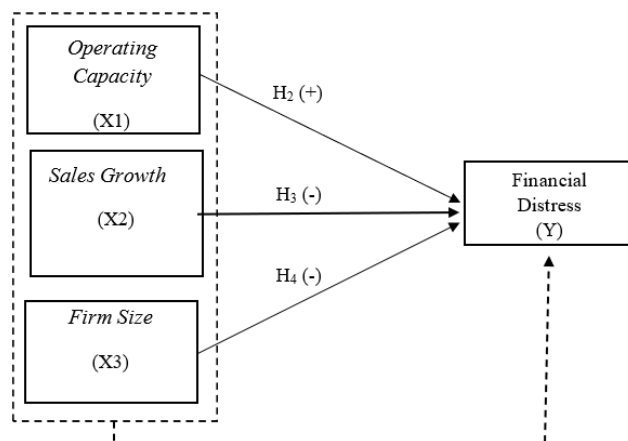 Operating
Capacity
(X1)
H₂ (+)
Sales Growth
(X2)
H₃ (-)
Financial
Distress
(Y)
H₄ (-)
Firm Size
(X3)